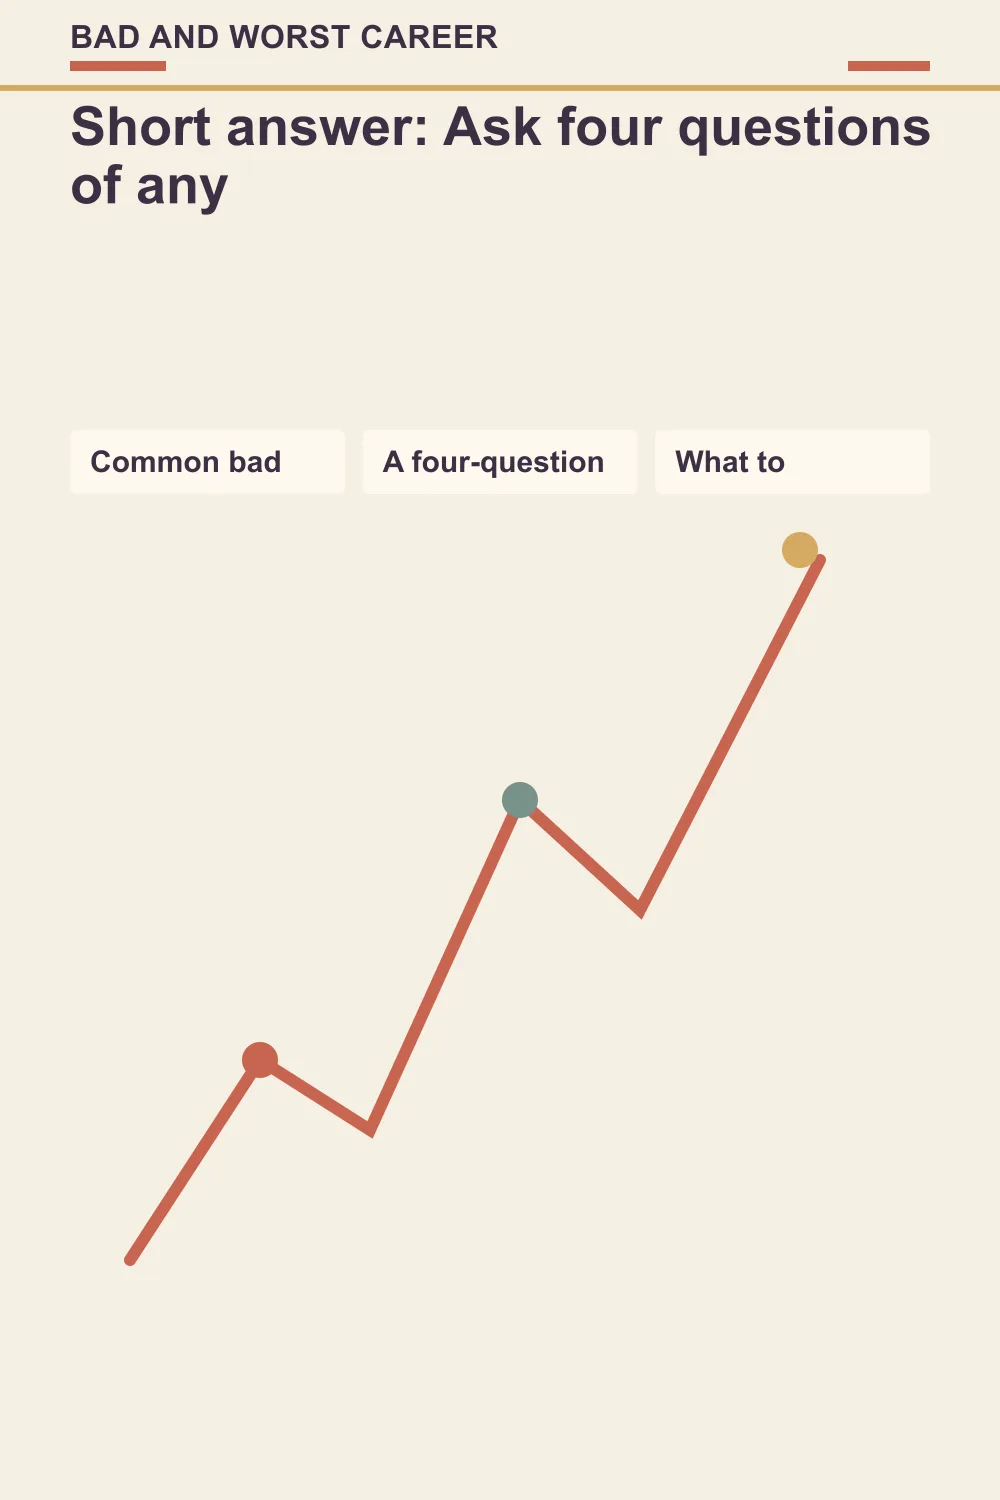 BAD AND WORST CAREER
Short answer: Ask four questions
of any
Common bad
A four-question
What to